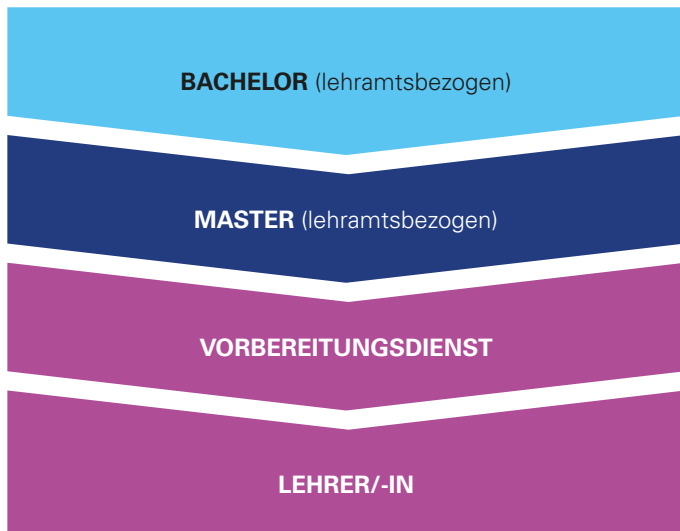 BACHELOR (lehramtsbezogen)
MASTER (lehramtsbezogen)
VORBEREITUNGSDIENST
LEHRER/-IN